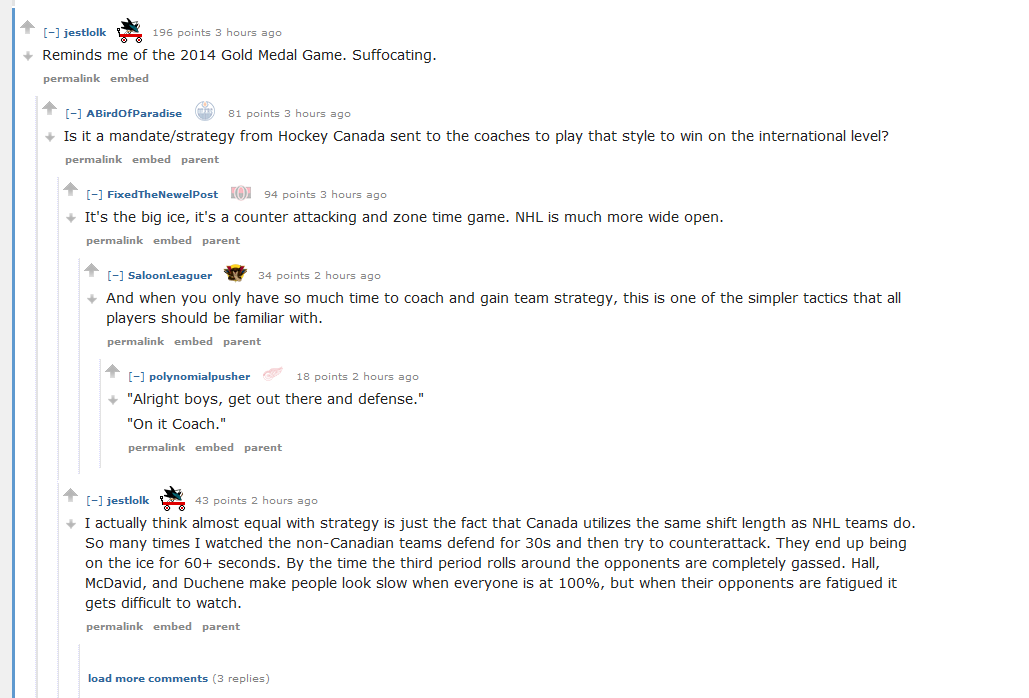 [–] jestlolk 196 points 3 hours ago
Reminds me of the 2014 Gold Medal Game. Suffocating.
permalink embed
[–] ABirdOfParadise 81 points 3 hours ago
Is it a mandate/strategy from Hockey Canada sent to the coaches to play that style to win on the international level?
permalink embed parent
[–] FixedTheNewelPost 94 points 3 hours ago
It's the big ice, it's a counter attacking and zone time game. NHL is much more wide open.
permalink embed parent
[–] SaloonLeaguer 34 points 2 hours ago
And when you only have so much time to coach and gain team strategy, this is one of the simpler tactics that all
players should be familiar with.
permalink embed parent
[–] polynomialpusher 18 points 2 hours ago
"Alright boys, get out there and defense."
"On it Coach."
permalink embed parent
[–] jestlolk 43 points 2 hours ago
I actually think almost equal with strategy is just the fact that Canada utilizes the same shift length as NHL teams do.
So many times I watched the non-Canadian teams defend for 30s and then try to counterattack. They end up being
on the ice for 60+ seconds. By the time the third period rolls around the opponents are completely gassed. Hall,
McDavid, and Duchene make people look slow when everyone is at 100%, but when their opponents are fatigued it
gets difficult to watch.
permalink embed parent
load more comments (3 replies)